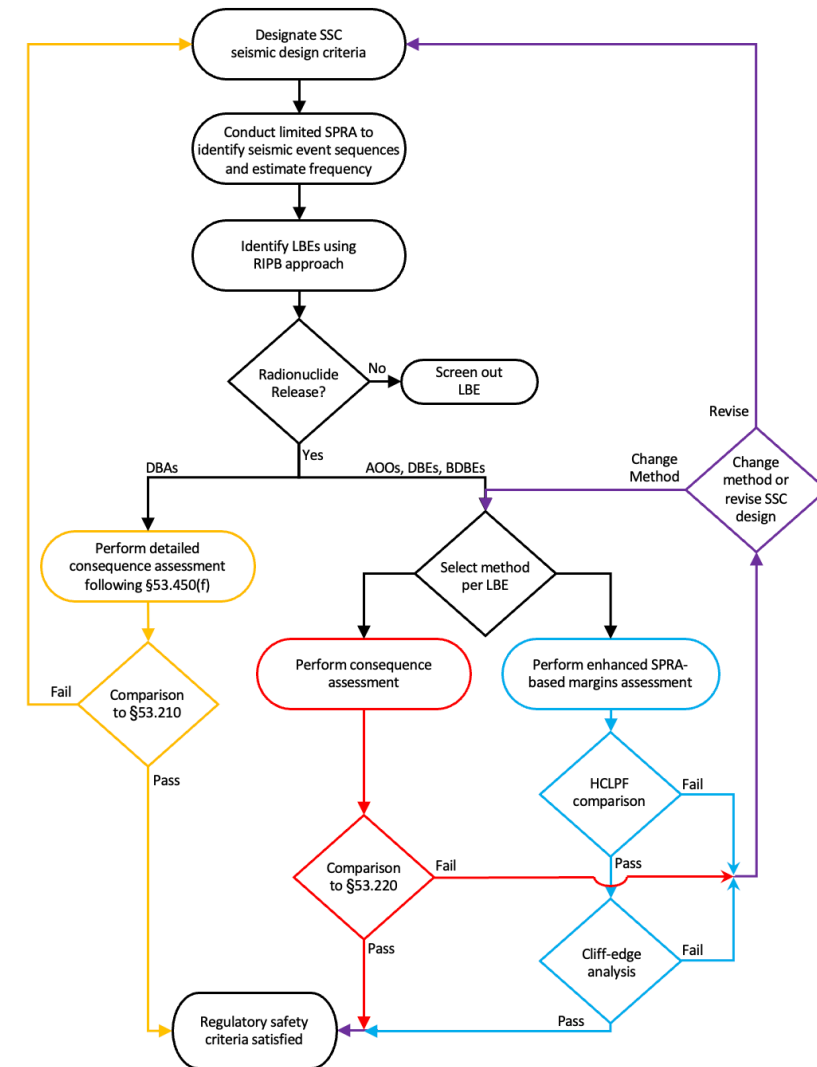 Designate SSC
seismic design criteria
Conduct limited SPRA to
identify seismic event sequences
and estimate frequency
Identify LBEs using
RIPB approach
Radionuclide
Release?
No
Screen out
LBE
Yes
DBAs
AOOs, DBEs, BDBEs
Revise
Change
Method
Change
method or
revise SSC
design
Perform detailed
consequence assessment
following §53.450(f)
Select method
per LBE
Perform consequence
assessment
Perform enhanced SPRA-
based margins assessment
Fail
Comparison
to §53.210
Pass
HCLPF
comparison
Fail
Pass
Comparison
to §53.220
Fail
Pass
Cliff-edge
analysis
Fail
Pass
Regulatory safety
criteria satisfied